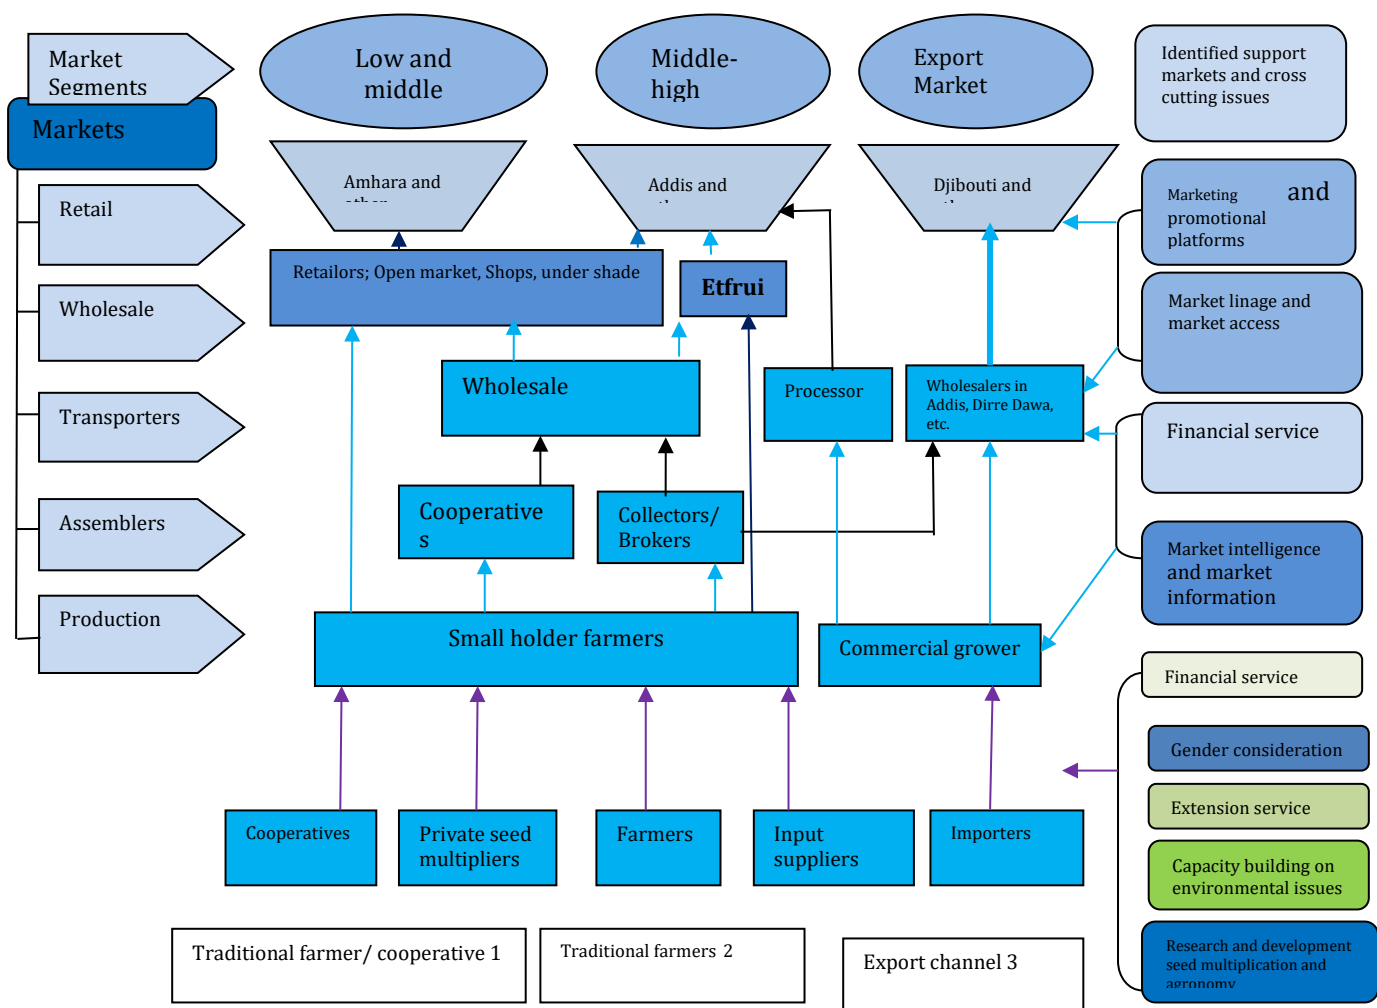 Market
Segments
Low and
middle
Middle-
high
Export
Market
Identified support
markets and cross
cutting issues
Markets
Amhara and
other
Addis and
Djibouti and
Retail
Marketing and
promotional
platforms
Retailors; Open market, Shops, under shade
Etfrui
Wholesale
Market linage and
market access
Wholesale
Processor
Wholesalers in
Addis, Dirre Dawa,
etc.
Transporters
Financial service
Assemblers
Cooperative
s
Collectors/
Brokers
Market intelligence
and market
information
Production
Small holder farmers
Commercial grower
Financial service
Gender consideration
Extension service
Cooperatives
Private seed
multipliers
Farmers
Input
suppliers
Importers
Capacity building on
environmental issues
Traditional farmer/ cooperative 1
Traditional farmers 2
Export channel 3
Research and development
seed multiplication and
agronomy